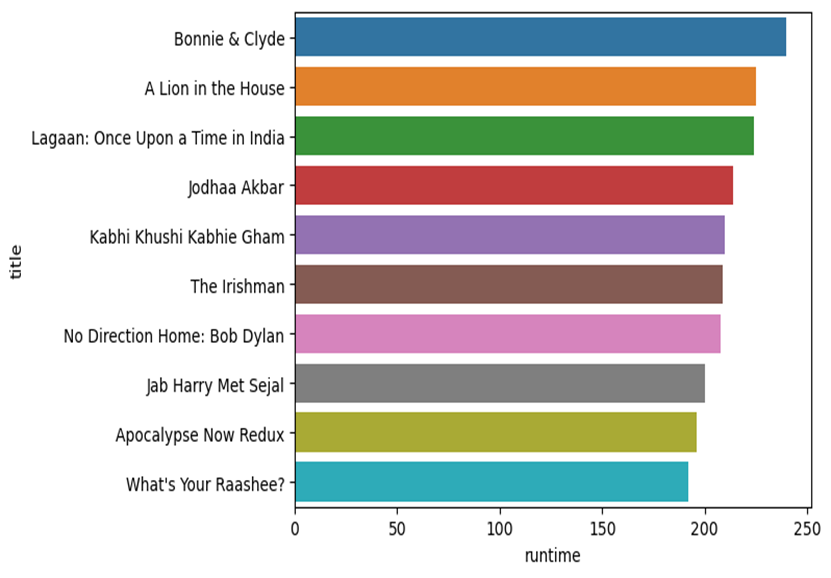 Bonnie & Clyde
A Lion in the House
Lagaan: Once Upon a Time in India
Jodhaa Akbar
Kabhi Khushi Kabhie Gham
title
The Irishman
No Direction Home: Bob Dylan
Jab Harry Met Sejal
Apocalypse Now Redux
What's Your Raashee?
0 50 100 150 200 250
runtime